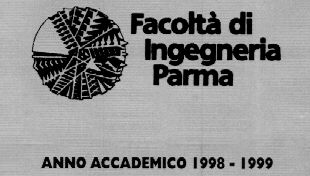 Facoltà di
Ingegneria
Parma
ANNO ACCADEMICO 1998 - 1999